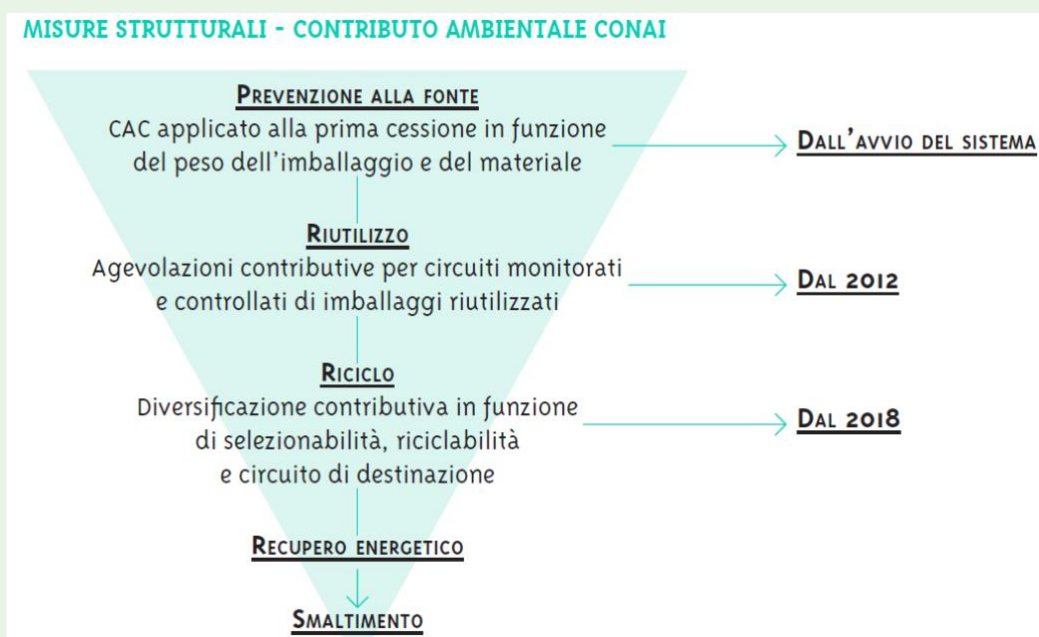 MISURE STRUTTURALI - CONTRIBUTO AMBIENTALE CONAI
PREVENZIONE ALLA FONTE
CAC applicato alla prima cessione in funzione
del peso dell'imballaggio e del materiale
DALL'AVVIO DEL SISTEMA
RIUTILIZZO
Agevolazioni contributive per circuiti monitorati
e controllati di imballaggi riutilizzati
DAL 2012
RICICLO
Diversificazione contributiva in funzione
di selezionabilità, riciclabilità
e circuito di destinazione
DAL 2018
RECUPERO ENERGETICO
SMALTIMENTO